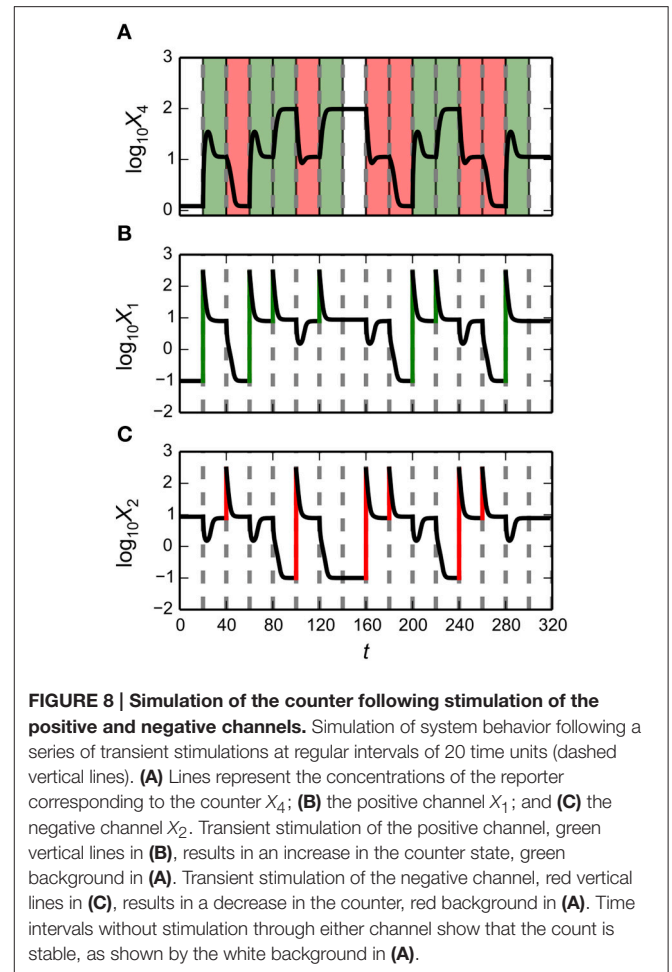 A
3
2
1
0
log10X4
B
3
2
1
0
−1
−2
log10X1
C
3
2
1
0
−1
−2
log10X2
0 40 80 120 160 200 240 280 320
t
FIGURE 8 | Simulation of the counter following stimulation of the
positive and negative channels. Simulation of system behavior following a
series of transient stimulations at regular intervals of 20 time units (dashed
vertical lines). (A) Lines represent the concentrations of the reporter
corresponding to the counter X4; (B) the positive channel X1; and (C) the
negative channel X2. Transient stimulation of the positive channel, green
vertical lines in (B), results in an increase in the counter state, green
background in (A). Transient stimulation of the negative channel, red vertical
lines in (C), results in a decrease in the counter, red background in (A). Time
intervals without stimulation through either channel show that the count is
stable, as shown by the white background in (A).